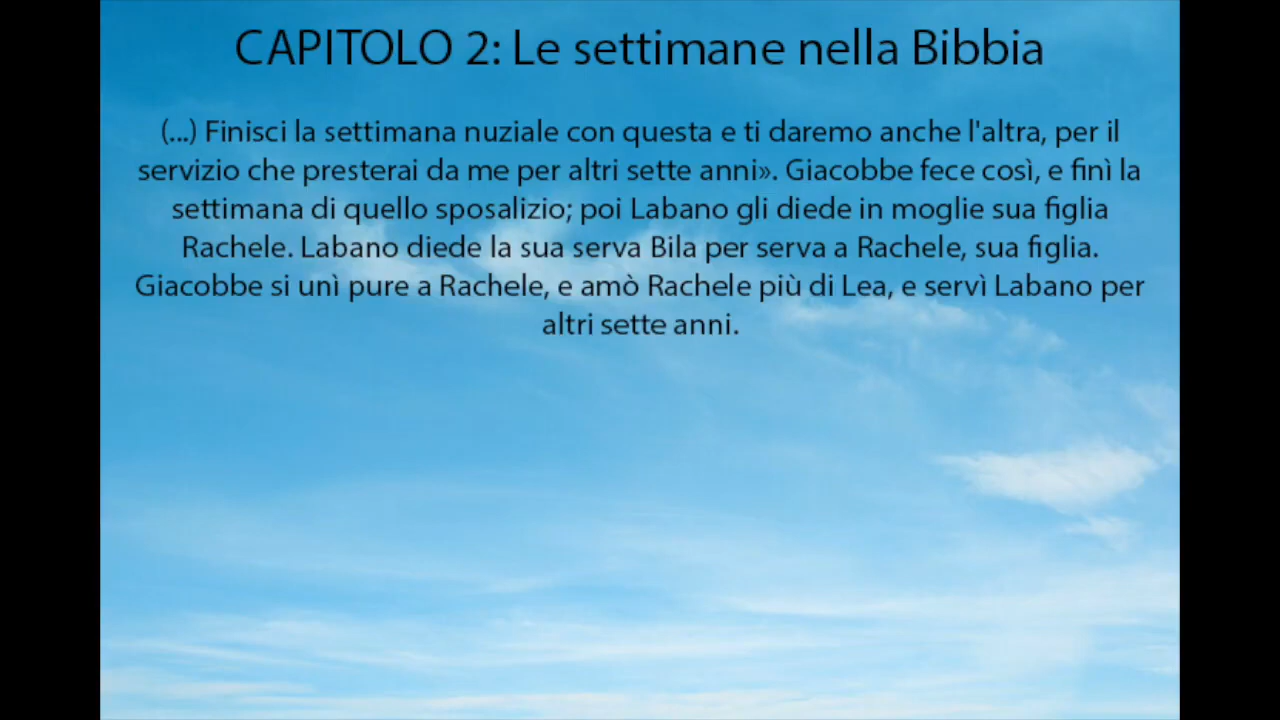 CAPITOLO 2: Le settimane nella Bibbia
(...) Finisci la settimana nuziale con questa e ti daremo anche l'altra, per il
servizio che presterai da me per altri sette anni». Giacobbe fece così, e finì la
settimana di quello sposalizio; poi Labano gli diede in moglie sua figlia
Rachele. Labano diede la sua serva Bila per serva a Rachele, sua figlia.
Giacobbe si unì pure a Rachele, e amò Rachele più di Lea, e servì Labano per
altri sette anni.